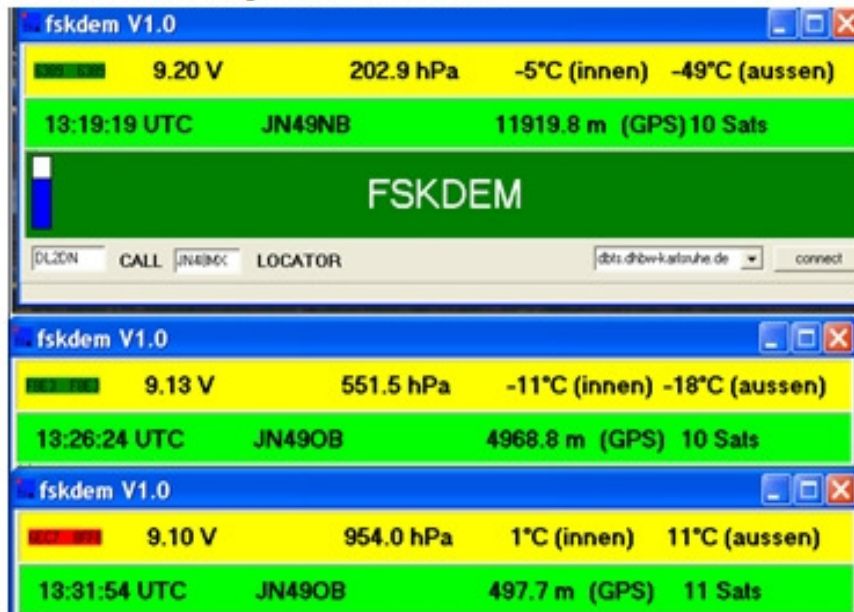 fskdem V1.0
9.20 V 202.9 hPa -5°C (innen) -49°C (aussen)
13:19:19 UTC JN49NB 11919.8 m (GPS) 10 Sats
FSKDEM
DL2DN CALL JN48MX LOCATOR dbts.dhbw-karlsruhe.de connect
fskdem V1.0
F8E3 F8E3 9.13 V 551.5 hPa -11°C (innen) -18°C (aussen)
13:26:24 UTC JN49OB 4968.8 m (GPS) 10 Sats
fskdem V1.0
9.10 V 954.0 hPa 1°C (innen) 11°C (aussen)
13:31:54 UTC JN49OB 497.7 m (GPS) 11 Sats